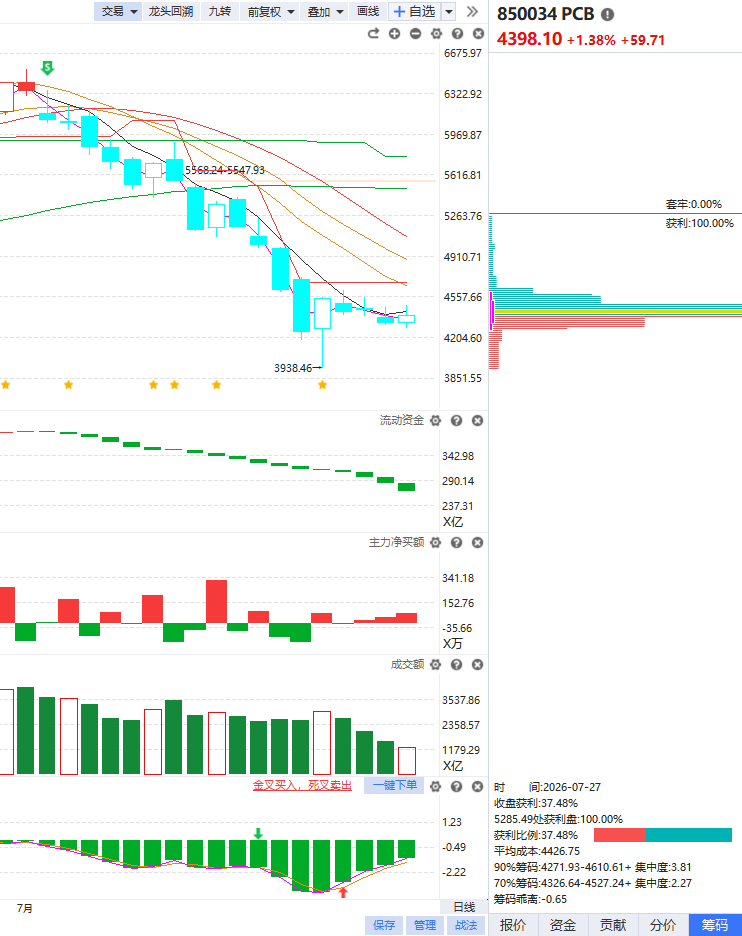 交易 龙头回溯 九转 前复权 叠加 画线 + 自选
850034 PCB
4398.10 +1.38% +59.71
6675.97
6322.92
5969.87
5616.81
5263.76
4910.71
4557.66
4204.60
3851.55
S
5568.24-5547.93
3938.46→
套牢:0.00%
获利:100.00%
流动资金
342.98
290.14
237.31
X亿
主力净买额
341.18
152.76
-35.66
X万
成交额
3537.86
2358.57
1179.29
X亿
金叉买入，死叉卖出 一键下单
1.23
-0.49
-2.22
7月
日线
保存 管理 战法
时 间:2026-07-27
收盘获利:37.48%
5285.49处获利盘:100.00%
获利比例:37.48%
平均成本:4426.75
90%筹码:4271.93-4610.61+ 集中度:3.81
70%筹码:4326.64-4527.24+ 集中度:2.27
筹码乖离:-0.65
报价 资金 贡献 分价 筹码